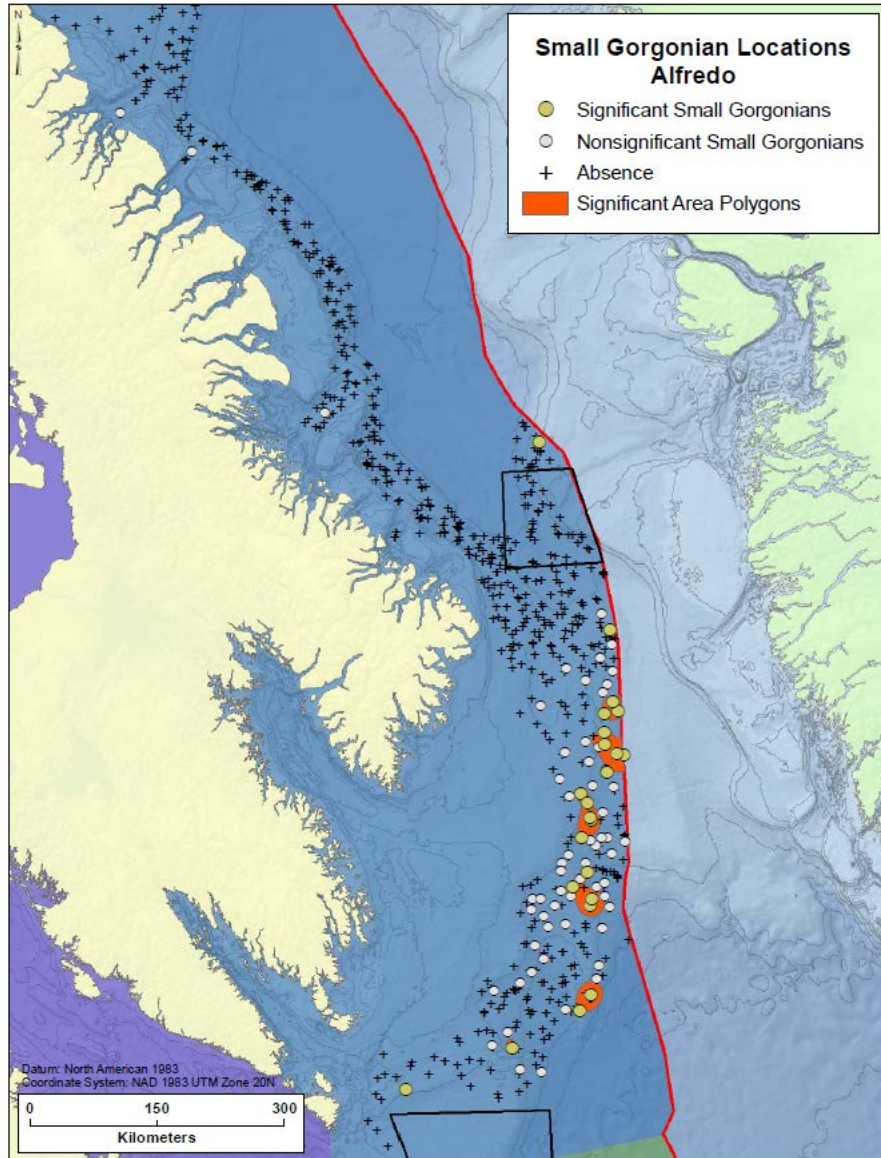 N
Small Gorgonian Locations
Alfredo
Significant Small Gorgonians
Nonsignificant Small Gorgonians
Absence
Significant Area Polygons
Datum: North American 1983
Coordinate System: NAD 1983 UTM Zone 20N
0 150 300
Kilometers